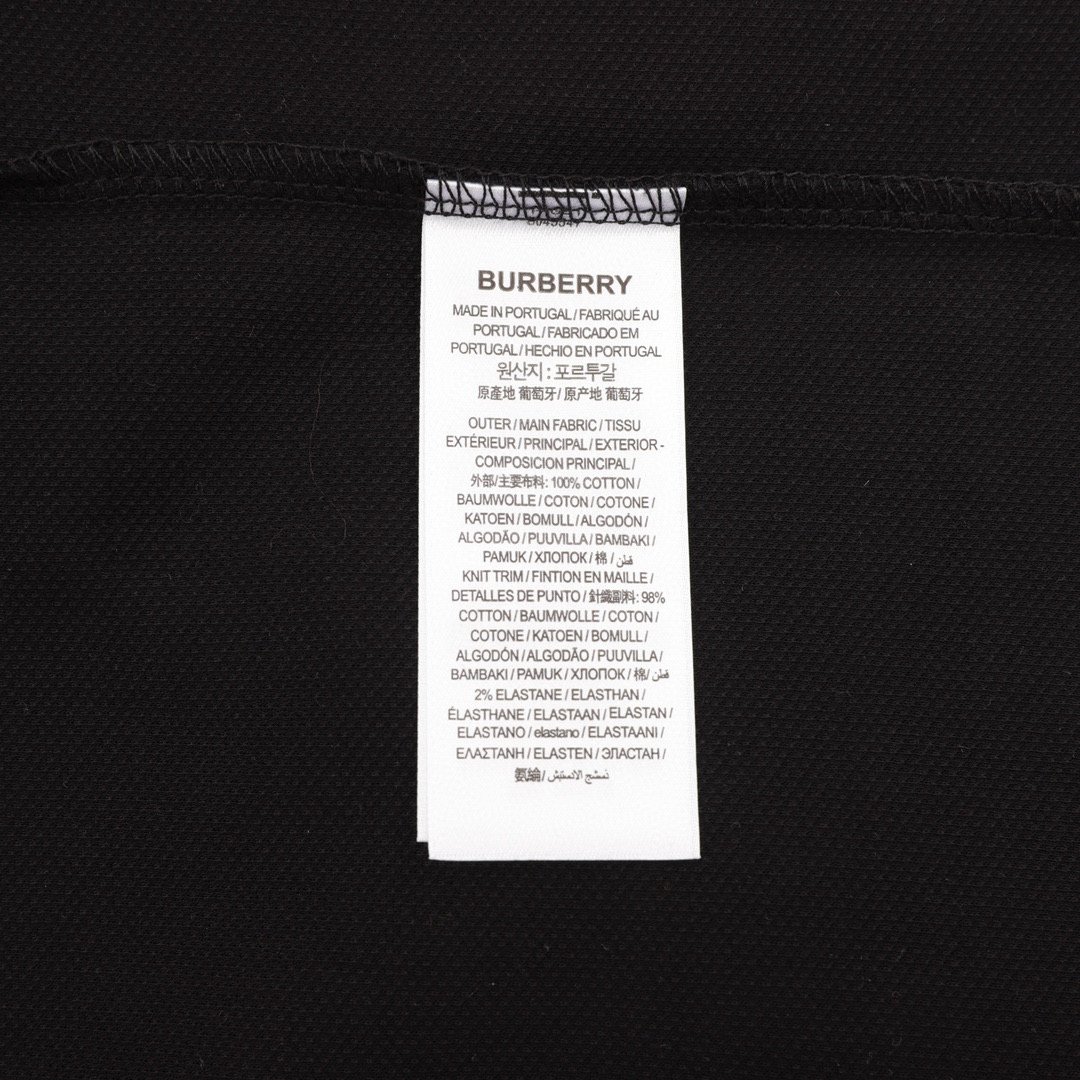 BURBERRY
MADE IN PORTUGAL / FABRIQUÉ AU
PORTUGAL / FABRICADO EM
PORTUGAL / HECHIO EN PORTUGAL
원산지 : 포르투갈
原產地 葡萄牙 / 原产地 葡萄牙
OUTER / MAIN FABRIC / TISSU
EXTÉRIEUR / PRINCIPAL / EXTERIOR -
COMPOSICION PRINCIPAL /
外部/主要布料: 100% COTTON /
BAUMWOLLE / COTON / COTONE /
KATOEN / BOMULL / ALGODÓN /
ALGODÃO / PUUVILLA / BAMBAKI /
PAMUK / ХЛОПОК / 棉 / قطن
KNIT TRIM / FINTION EN MAILLE /
DETALLES DE PUNTO / 針織副料: 98%
COTTON / BAUMWOLLE / COTON /
COTONE / KATOEN / BOMULL /
ALGODÓN / ALGODÃO / PUUVILLA /
BAMBAKI / PAMUK / ХЛОПОК / 棉/ قطن
2% ELASTANE / ELASTHAN /
ÉLASTHANE / ELASTAAN / ELASTAN /
ELASTANO / elastano / ELASTAANI /
ΕΛΑΣΤΑΝΗ / ELASTEN / ЭЛАСТАН /
氨綸 /